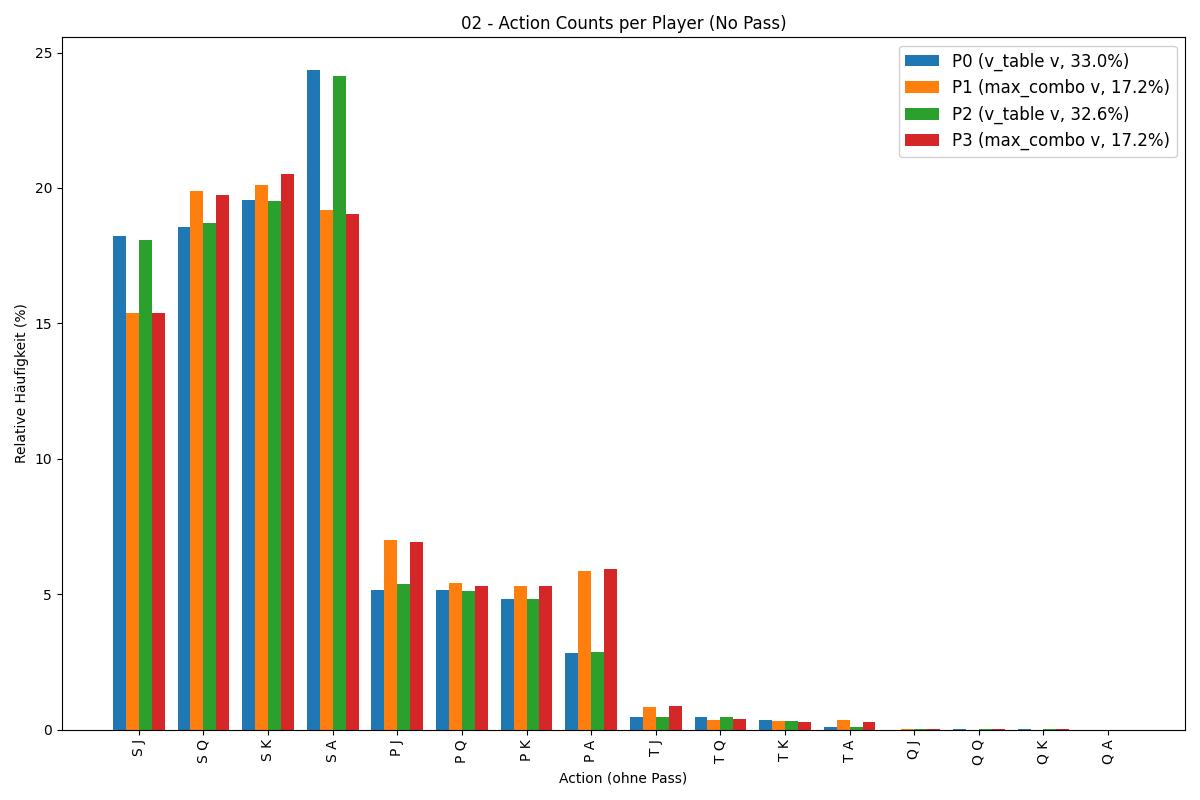 02 - Action Counts per Player (No Pass)
P0 (v_table v, 33.0%)
P1 (max_combo v, 17.2%)
P2 (v_table v, 32.6%)
P3 (max_combo v, 17.2%)
Relative Häufigkeit (%)
25
20
15
10
5
0
S J
S Q
S K
S A
P J
P Q
P K
P A
T J
T Q
T K
T A
Q J
Q Q
Q K
Q A
Action (ohne Pass)